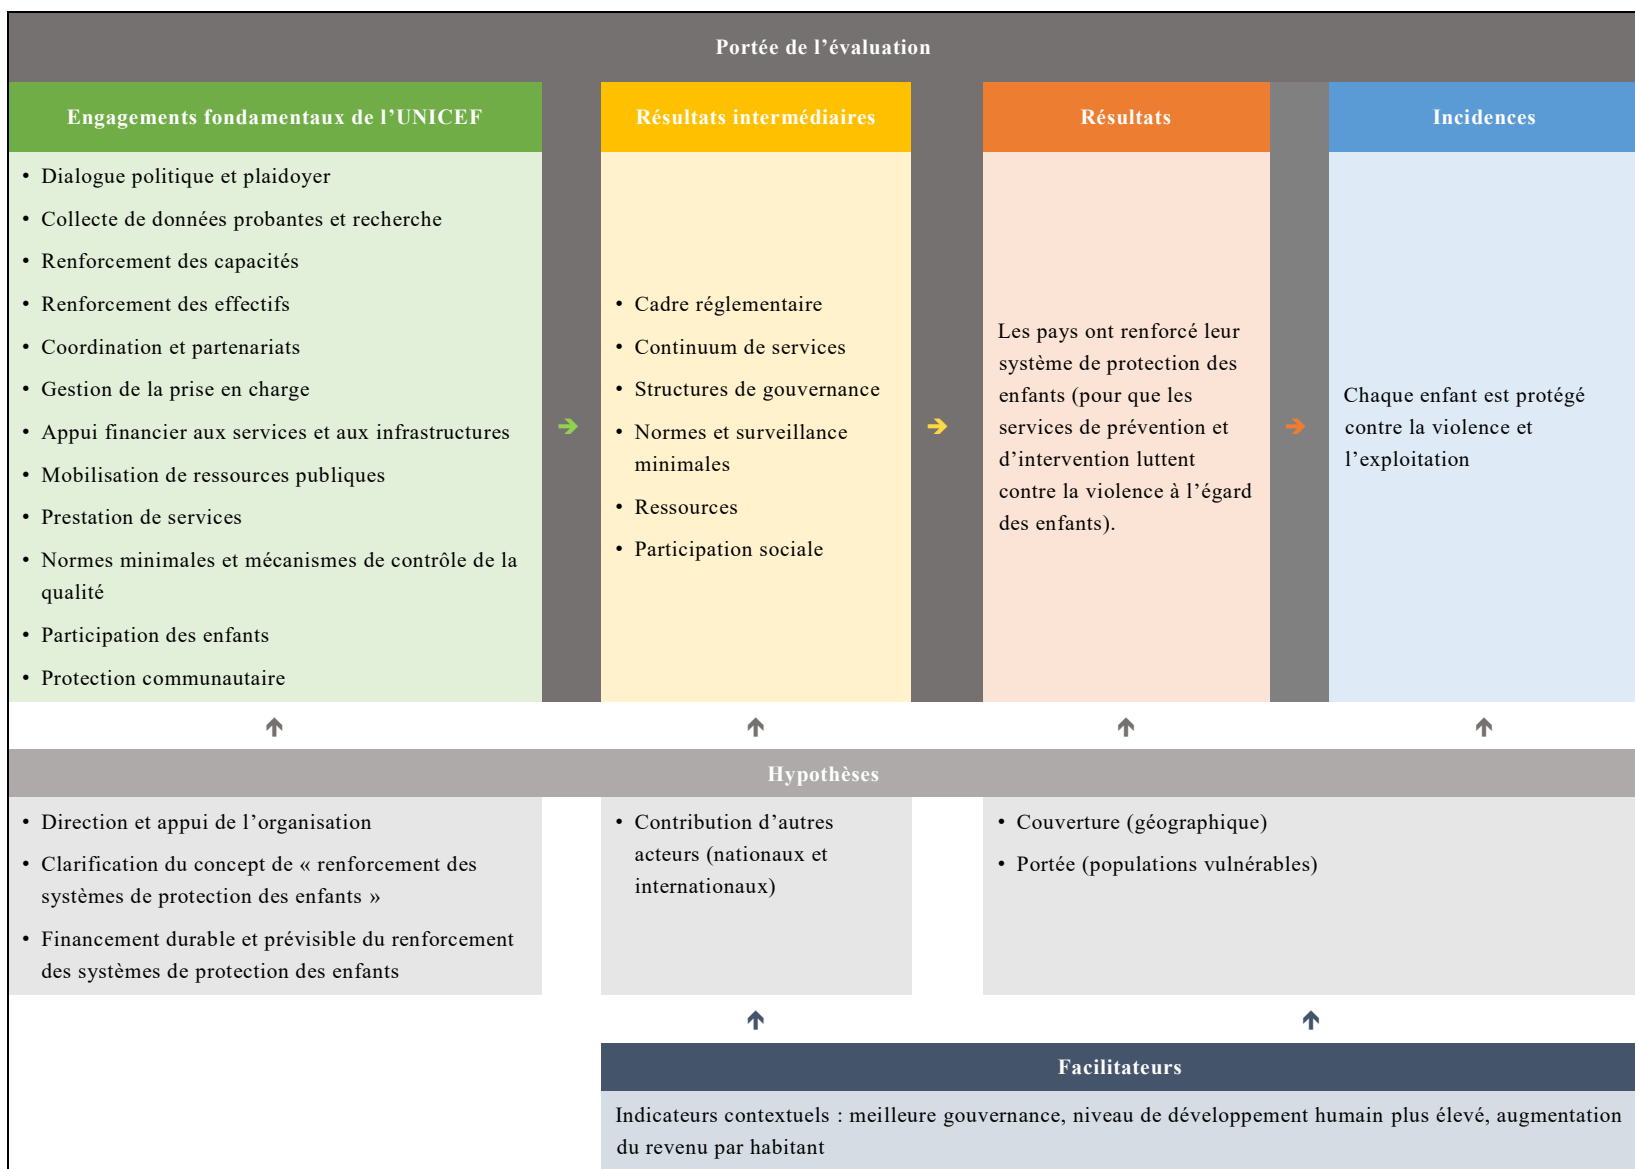 Portée de l’évaluation
Engagements fondamentaux de l’UNICEF
• Dialogue politique et plaidoyer
• Collecte de données probantes et recherche
• Renforcement des capacités
• Renforcement des effectifs
• Coordination et partenariats
• Gestion de la prise en charge
• Appui financier aux services et aux infrastructures
• Mobilisation de ressources publiques
• Prestation de services
• Normes minimales et mécanismes de contrôle de la
qualité
• Participation des enfants
• Protection communautaire
Résultats intermédiaires
• Cadre réglementaire
• Continuum de services
• Structures de gouvernance
• Normes et surveillance
minimales
• Ressources
• Participation sociale
Résultats
Les pays ont renforcé leur
système de protection des
enfants (pour que les
services de prévention et
d’intervention luttent
contre la violence à l’égard
des enfants).
Incidences
Chaque enfant est protégé
contre la violence et
l’exploitation
Hypothèses
• Direction et appui de l’organisation
• Clarification du concept de « renforcement des
systèmes de protection des enfants »
• Financement durable et prévisible du renforcement
des systèmes de protection des enfants
• Contribution d’autres
acteurs (nationaux et
internationaux)
• Couverture (géographique)
• Portée (populations vulnérables)
Facilitateurs
Indicateurs contextuels : meilleure gouvernance, niveau de développement humain plus élevé, augmentation
du revenu par habitant